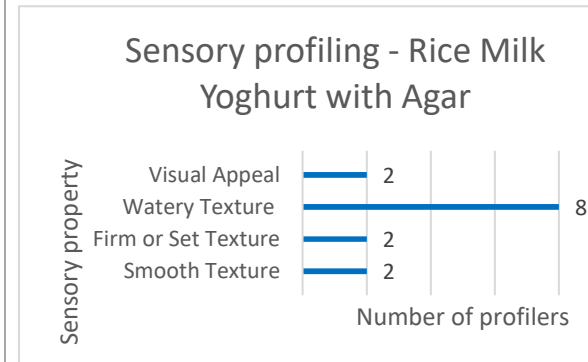 Sensory profiling - Rice Milk
Yoghurt with Agar
Sensory property
Visual Appeal 2
Watery Texture 8
Firm or Set Texture 2
Smooth Texture 2
Number of profilers